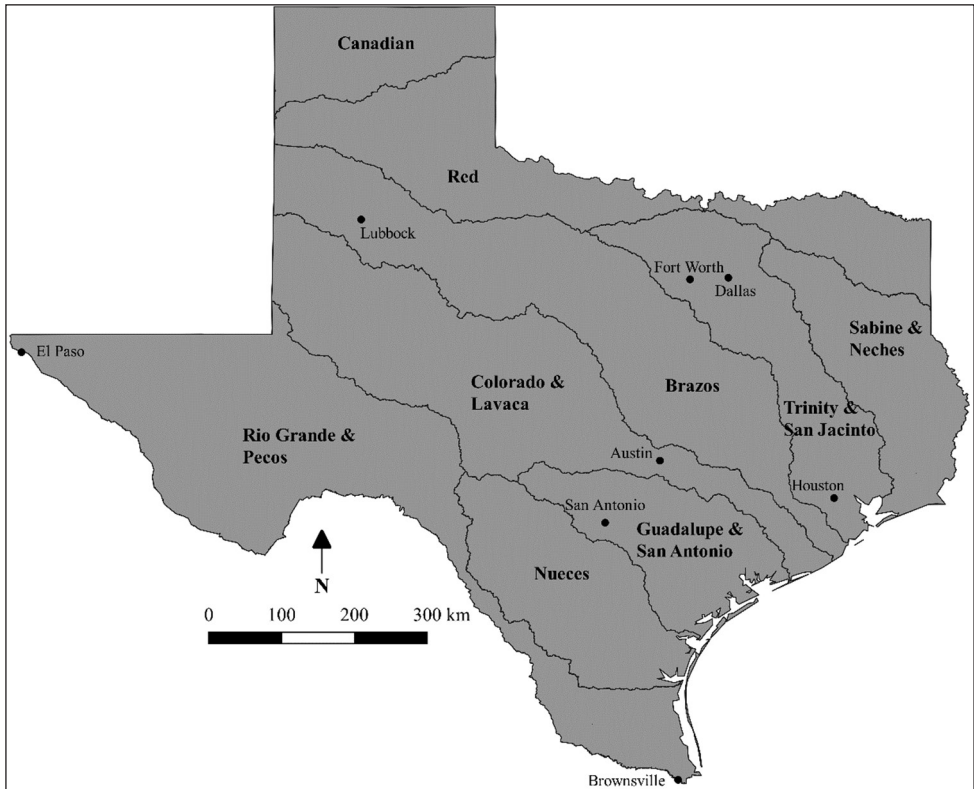 Canadian
Red
Lubbock
Fort Worth
Dallas
Sabine &
Neches
El Paso
Colorado &
Lavaca
Brazos
Trinity &
San Jacinto
Rio Grande &
Pecos
Austin
Houston
San Antonio
Guadalupe &
San Antonio
Nueces
N
0 100 200 300 km
Brownsville